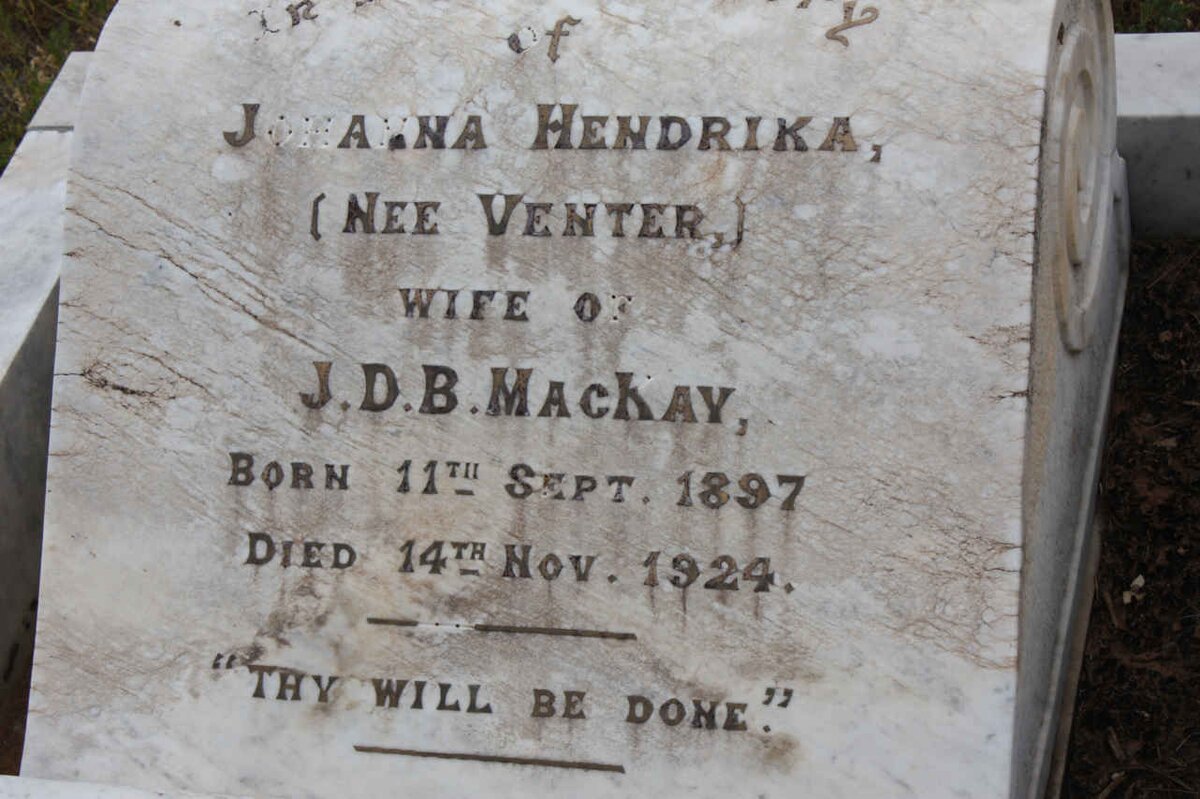 In
of
JOHANNA HENDRIKA,
(NEE VENTER,)
WIFE OF
J.D.B. MACKAY,
BORN 11TH SEPT. 1897
DIED 14TH NOV. 1924.
"THY WILL BE DONE."